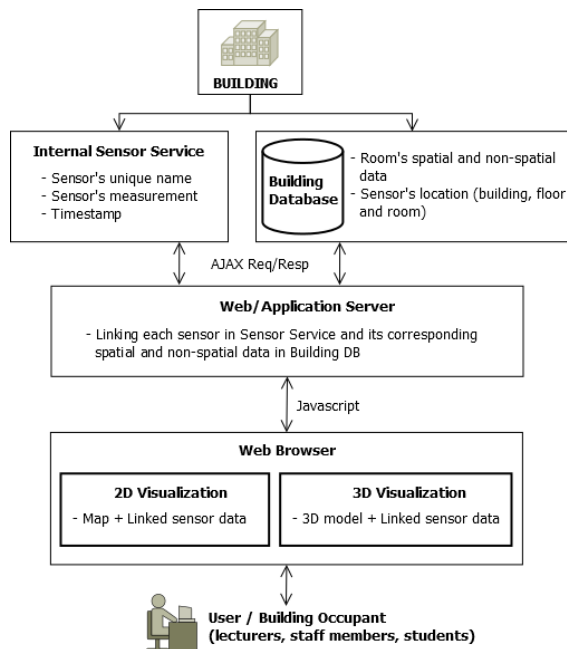 BUILDING
Internal Sensor Service
- Sensor's unique name
- Sensor's measurement
- Timestamp
Building
Database
- Room's spatial and non-spatial
data
- Sensor's location (building, floor
and room)
AJAX Req/Resp
Web/Application Server
- Linking each sensor in Sensor Service and its corresponding
spatial and non-spatial data in Building DB
Javascript
Web Browser
2D Visualization
- Map + Linked sensor data
3D Visualization
- 3D model + Linked sensor data
User / Building Occupant
(lecturers, staff members, students)